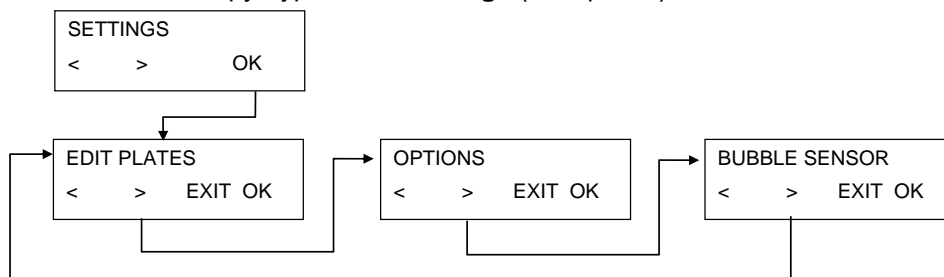 SETTINGS
< > OK
EDIT PLATES
< > EXIT OK
OPTIONS
< > EXIT OK
BUBBLE SENSOR
< > EXIT OK